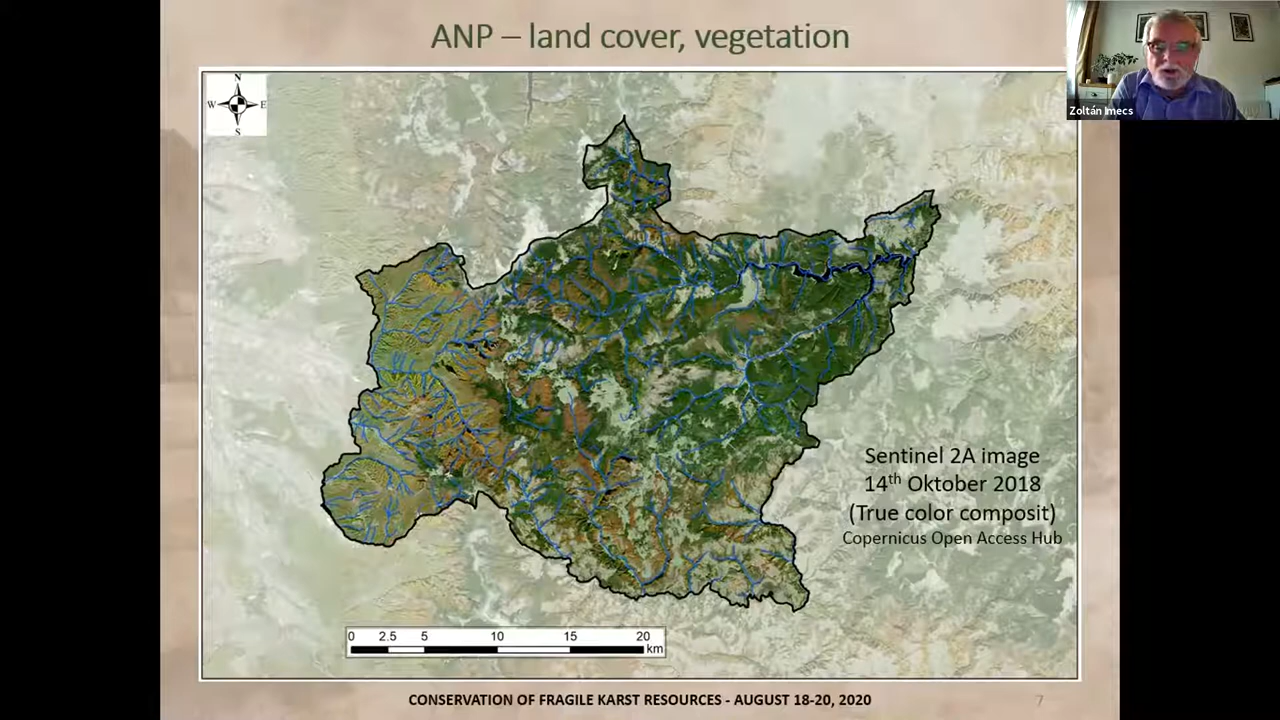 ANP – land cover, vegetation
Zoltán Imecs
N
W E
S
Sentinel 2A image
14th Oktober 2018
(True color composit)
Copernicus Open Access Hub
0 2.5 5 10 15 20
km
CONSERVATION OF FRAGILE KARST RESOURCES - AUGUST 18-20, 2020
7